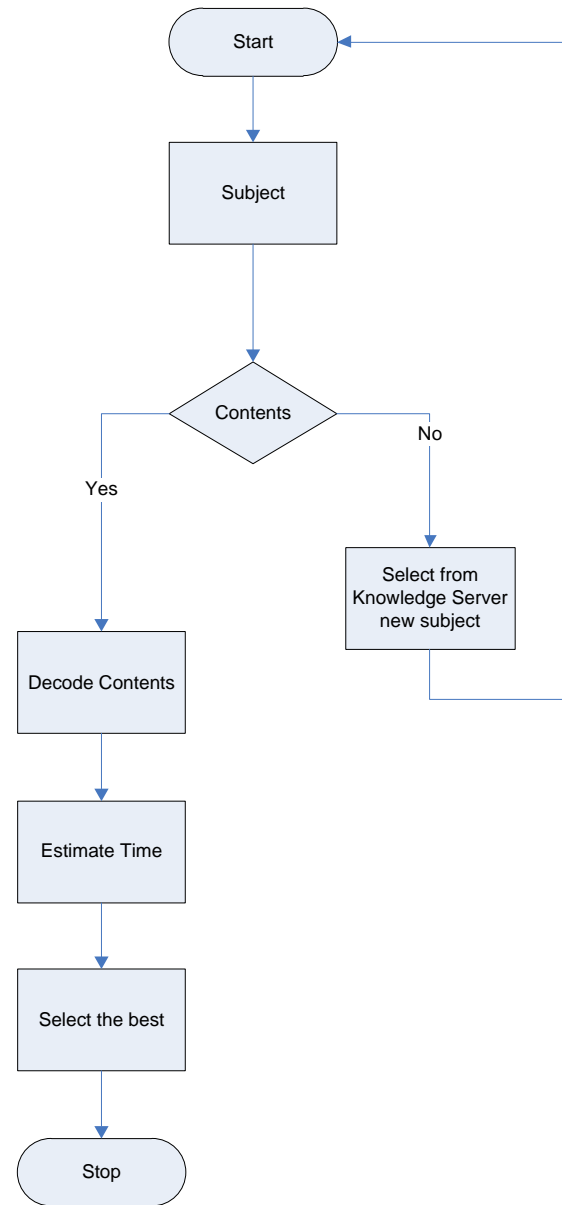 Start
Subject
Contents
No
Yes
Select from
Knowledge Server
new subject
Decode Contents
Estimate Time
Select the best
Stop